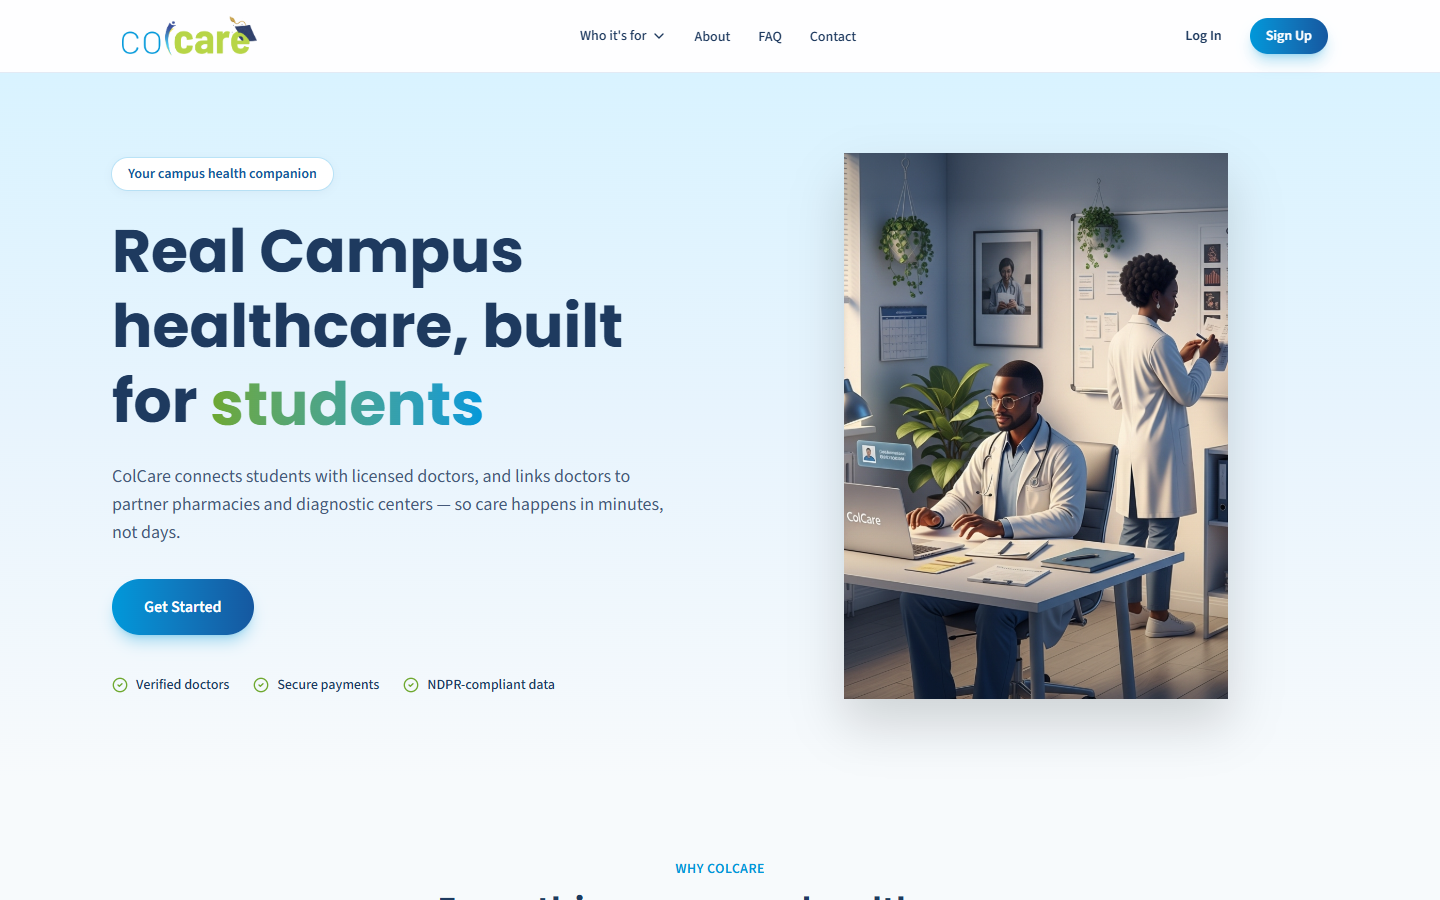 colcare
Who it's for
About
FAQ
Contact
Log In
Sign Up
Your campus health companion
Real Campus
healthcare, built
for students
ColCare connects students with licensed doctors, and links doctors to
partner pharmacies and diagnostic centers — so care happens in minutes,
not days.
Get Started
Verified doctors
Secure payments
NDPR-compliant data
ColCare
WHY COLCARE